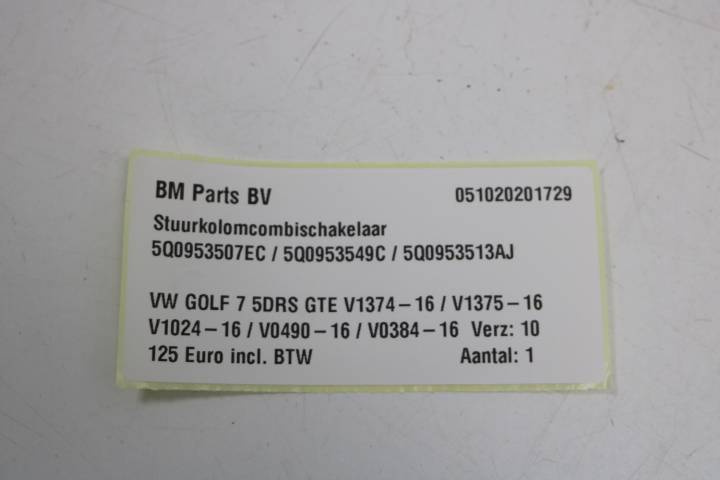 BM Parts BV 051020201729
Stuurkolomcombischakelaar
5Q0953507EC / 5Q0953549C / 5Q0953513AJ
VW GOLF 7 5DRS GTE V1374-16 / V1375-16
V1024-16 / V0490-16 / V0384-16 Verz: 10
125 Euro incl. BTW Aantal: 1